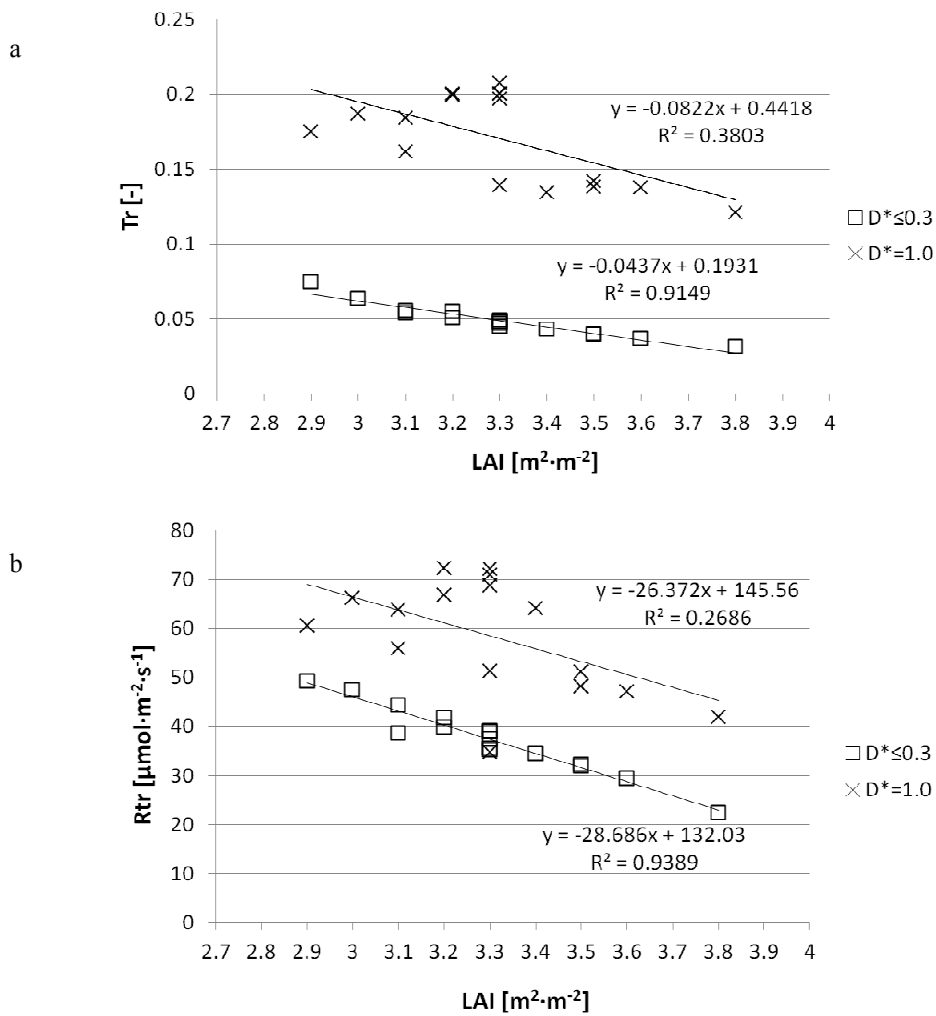 a
0.25
0.2
0.15
0.1
0.05
0
Tr [-]
y = -0.0822x + 0.4418
R² = 0.3803
y = -0.0437x + 0.1931
R² = 0.9149
D*≤0.3
D*=1.0
2.7 2.8 2.9 3 3.1 3.2 3.3 3.4 3.5 3.6 3.7 3.8 3.9 4
LAI [m²·m⁻²]
b
80
70
60
50
40
30
20
10
0
Rtr [µmol·m⁻²·s⁻¹]
y = -26.372x + 145.56
R² = 0.2686
y = -28.686x + 132.03
R² = 0.9389
D*≤0.3
D*=1.0
2.7 2.8 2.9 3 3.1 3.2 3.3 3.4 3.5 3.6 3.7 3.8 3.9 4
LAI [m²·m⁻²]